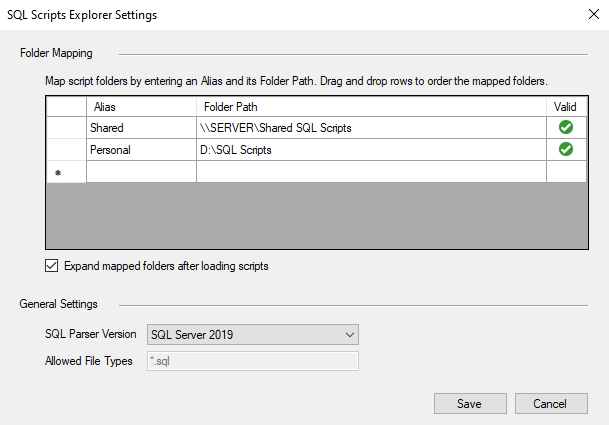 SQL Scripts Explorer Settings
Folder Mapping
Map script folders by entering an Alias and its Folder Path. Drag and drop rows to order the mapped folders.
Alias Folder Path Valid
Shared \\SERVER\Shared SQL Scripts
Personal D:\SQL Scripts
*
Expand mapped folders after loading scripts
General Settings
SQL Parser Version SQL Server 2019
Allowed File Types *.sql
Save Cancel